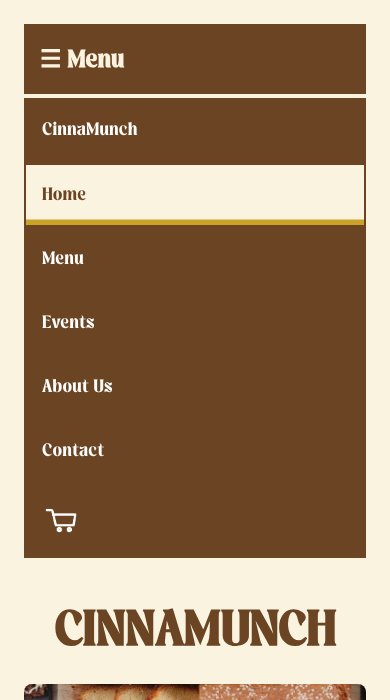 ☰ Menu
CinnaMunch
Home
Menu
Events
About Us
Contact
CINNAMUNCH